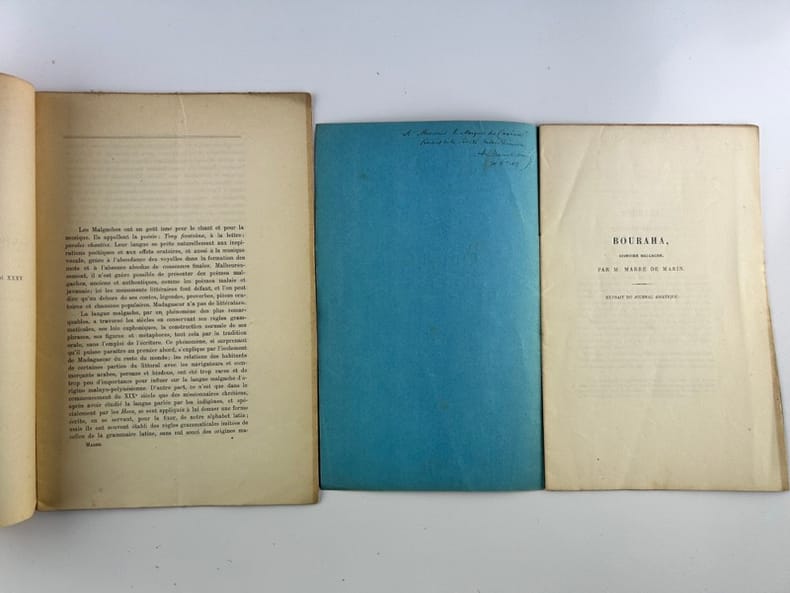 XXXV
Les Malgaches ont un goût inné pour le chant et pour la
musique. Ils appellent la poésie: Tény fanoïna, à la lettre:
paroles chantées. Leur langue se prête naturellement aux inspi-
rations poétiques et aux effets oratoires, et aussi à la musique
vocale, grâce à l'abondance des voyelles dans la formation des
mots et à l'absence absolue de consonnes finales. Malheureu-
sement, il n'est guère possible de présenter des poèmes mal-
gaches, anciens et authentiques, comme les poèmes malais et
javanais; ici les monuments littéraires font défaut, et l'on peut
dire qu'en dehors de ses contes, légendes, proverbes, pièces ora-
toires et chansons populaires, Madagascar n'a pas de littérature.
La langue malgache, par un phénomène des plus remar-
quables, a traversé les siècles en conservant ses règles gram-
maticales, ses lois euphoniques, la construction normale de ses
phrases, ses figures et métaphores, tout cela par la tradition
orale, sans l'emploi de l'écriture. Ce phénomène, si surprenant
qu'il puisse paraître au premier abord, s'explique par l'isolement
de Madagascar du reste du monde; les relations des habitants
de certaines parties du littoral avec les navigateurs et com-
merçants arabes, persans et hindous, ont été trop rares et de
trop peu d'importance pour influer sur la langue malgache d'o-
rigine malayo-polynésienne. D'autre part, ce n'est que dans le
commencement du XIXe siècle que des missionnaires chrétiens,
après avoir étudié la langue parlée par les indigènes, et spé-
cialement par les Hova, se sont appliqués à lui donner une forme
écrite, en se servant, pour la fixer, de notre alphabet latin;
mais ils ont souvent établi des règles grammaticales imitées de
celles de la grammaire latine, sans nul souci des origines ma-
Marre
A Monsieur le Marquis de
BOURAHA,
HISTOIRE MALGACHE,
PAR M. MARRE DE MARIN.
EXTRAIT DU JOURNAL ASIATIQUE.